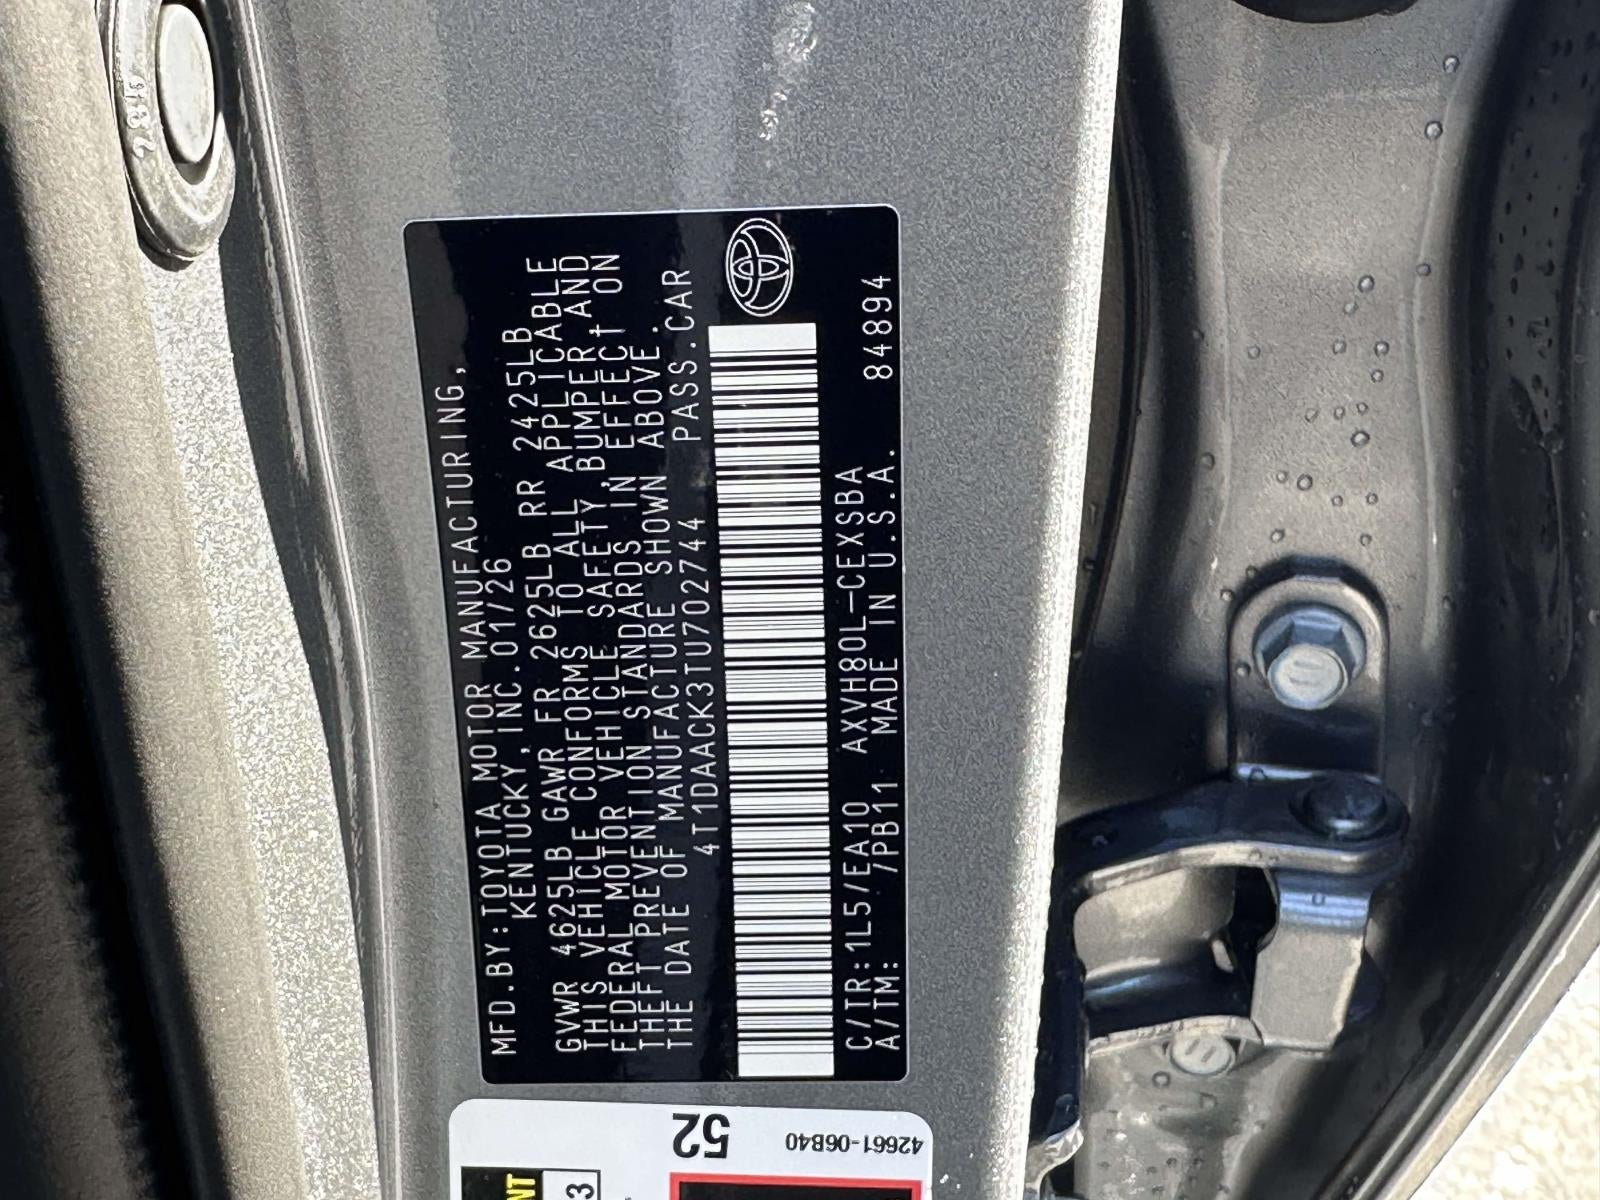 MFD.BY:TOYOTA MOTOR MANUFACTURING,
KENTUCKY, INC. 01/26
GVWR 4625LB GAWR FR 2625LB RR 2425LB
THIS VEHICLE CONFORMS TO ALL APPLICABLE
FEDERAL MOTOR VEHICLE SAFETY, BUMPER, AND
THEFT PREVENTION STANDARDS IN EFFECT ON
THE DATE OF MANUFACTURE SHOWN ABOVE.
4T1DAACK3TU702744 PASS.CAR
C/TR:1L5/EA10 AXVH80L-CEXSBA 84894
A/TM: /PB11 MADE IN U.S.A.
52
42661-06B40
NT
3